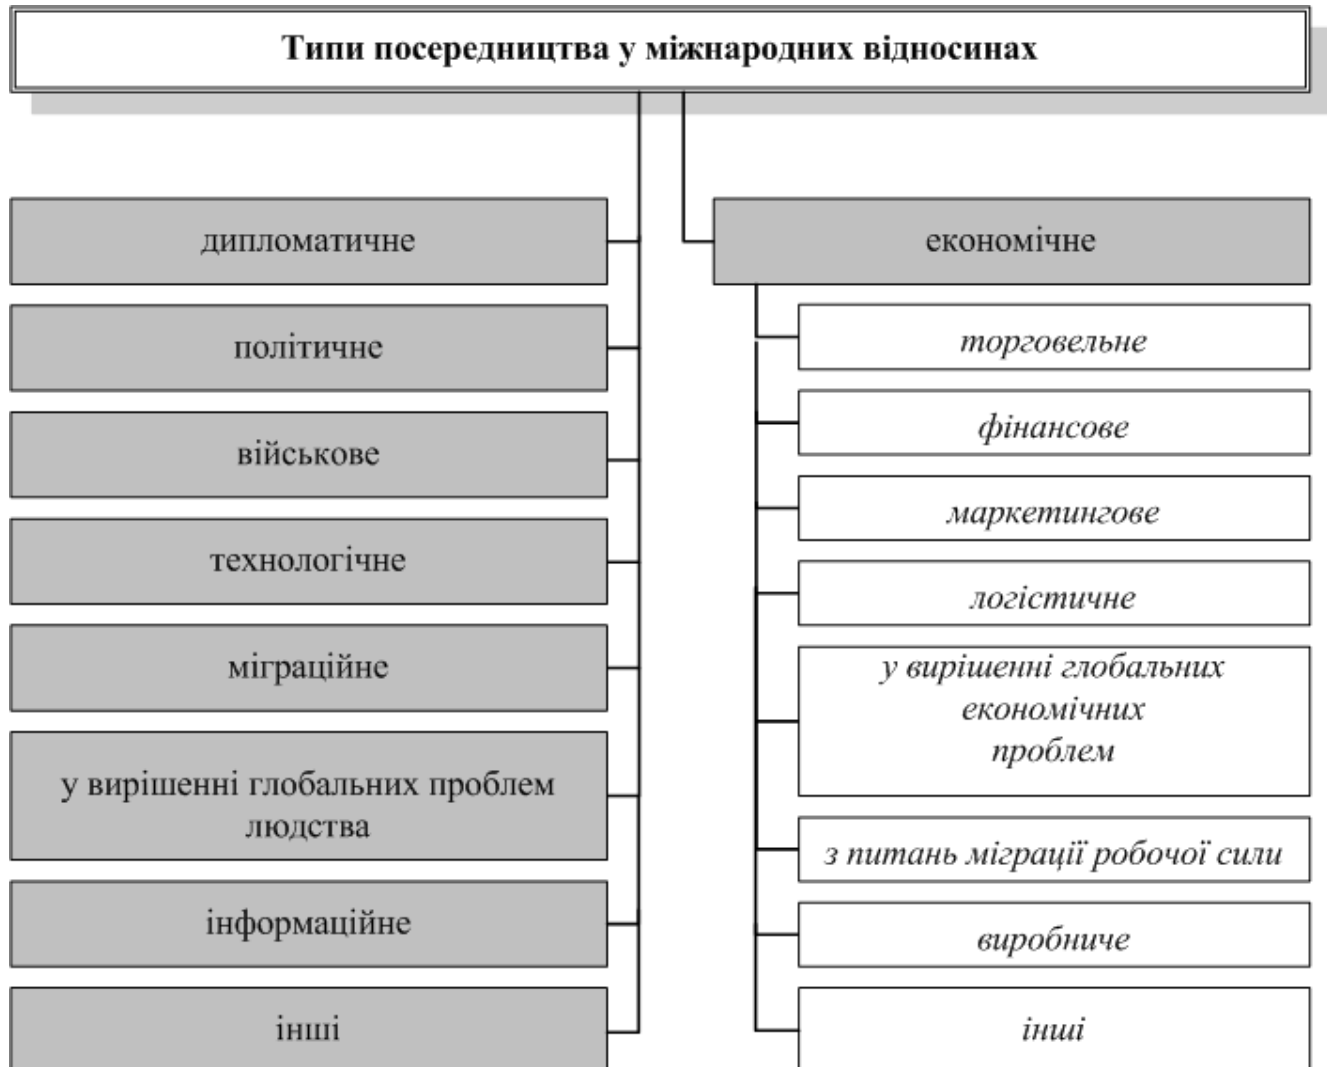 Типи посередництва у міжнародних відносинах
дипломатичне
політичне
військове
технологічне
міграційне
у вирішенні глобальних проблем
людства
інформаційне
інші
економічне
торговельне
фінансове
маркетингове
логістичне
у вирішенні глобальних
економічних
проблем
з питань міграції робочої сили
виробниче
інші